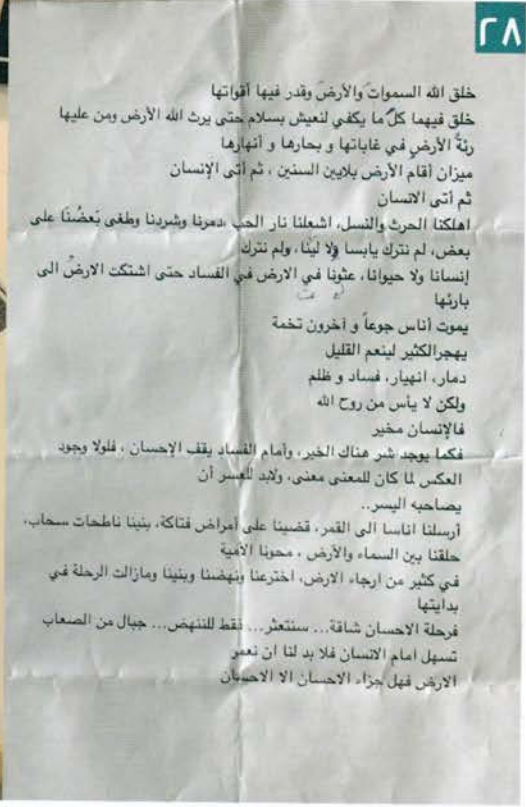 ٢٨
خلق الله السموات والأرض وقدر فيها أقواتها
خلق فيهما كلّ ما يكفي لنعيش بسلام حتى يرث الله الأرض ومن عليها
رئةُ الأرضِ في غاباتها و بحارها و أنهارها
ميزان أقام الأرض بلايين السنين ، ثم أتى الإنسان
ثم أتى الانسان
اهلكنا الحرث والنسل، اشعلنا نار الحب ،دمرنا وشردنا وطغى بَعضُنَا على
بعض، لم نترك يابسا ولا لينا، ولم نترك
إنسانا ولا حيوانا، عثونا في الارض في الفساد حتى اشتكت الارضُ الى
بارئها
يموت أناس جوعاً و آخرون تخمة
يهجرالكثير لينعم القليل
دمار، انهيار، فساد و ظلم
ولكن لا يأس من روح الله
فالإنسان مخير
فكما يوجد شر هناك الخير، وأمام الفساد يقف الإحسان ، فلولا وجود
العكس لما كان للمعنى معنى، ولابد للعسر أن
يصاحبه اليسر..
أرسلنا اناسا الى القمر، قضينا على أمراض فتاكة، بنينا ناطحات سحاب،
حلقنا بين السماء والأرض ، محونا الأمية
في كثير من ارجاء الارض، اخترعنا ونهضنا وبنينا ومازالت الرحلة في
بدايتها
فرحلة الاحسان شاقة... سنتعثر... فقط للننهض... جبال من الصعاب
تسهل امام الانسان فلا بد لنا ان نعمر
الارض فهل جزاء الاحسان الا الاحسان